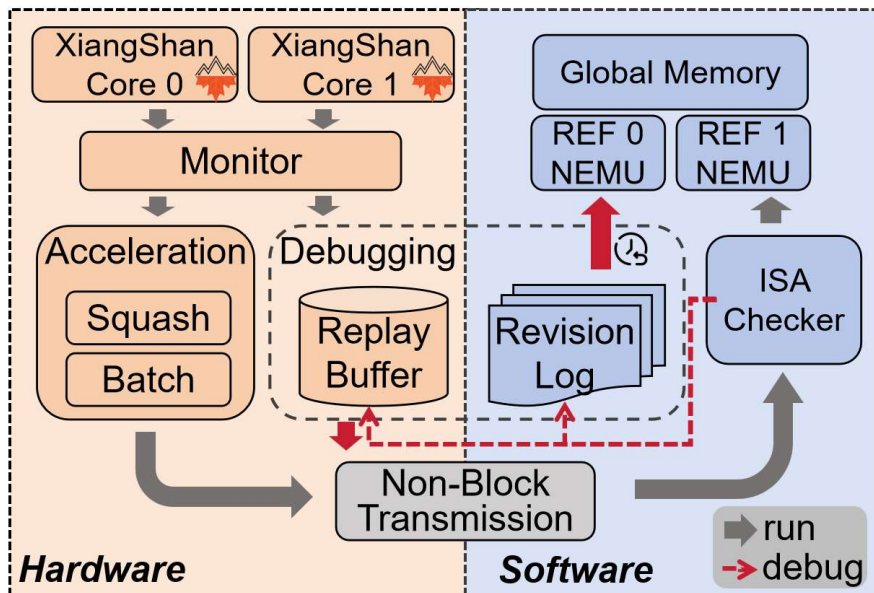 XiangShan
Core 0
XiangShan
Core 1
Monitor
Acceleration
Squash
Batch
Debugging
Replay
Buffer
Revision
Log
Global Memory
REF 0
NEMU
REF 1
NEMU
ISA
Checker
Non-Block
Transmission
Hardware
Software
run
debug